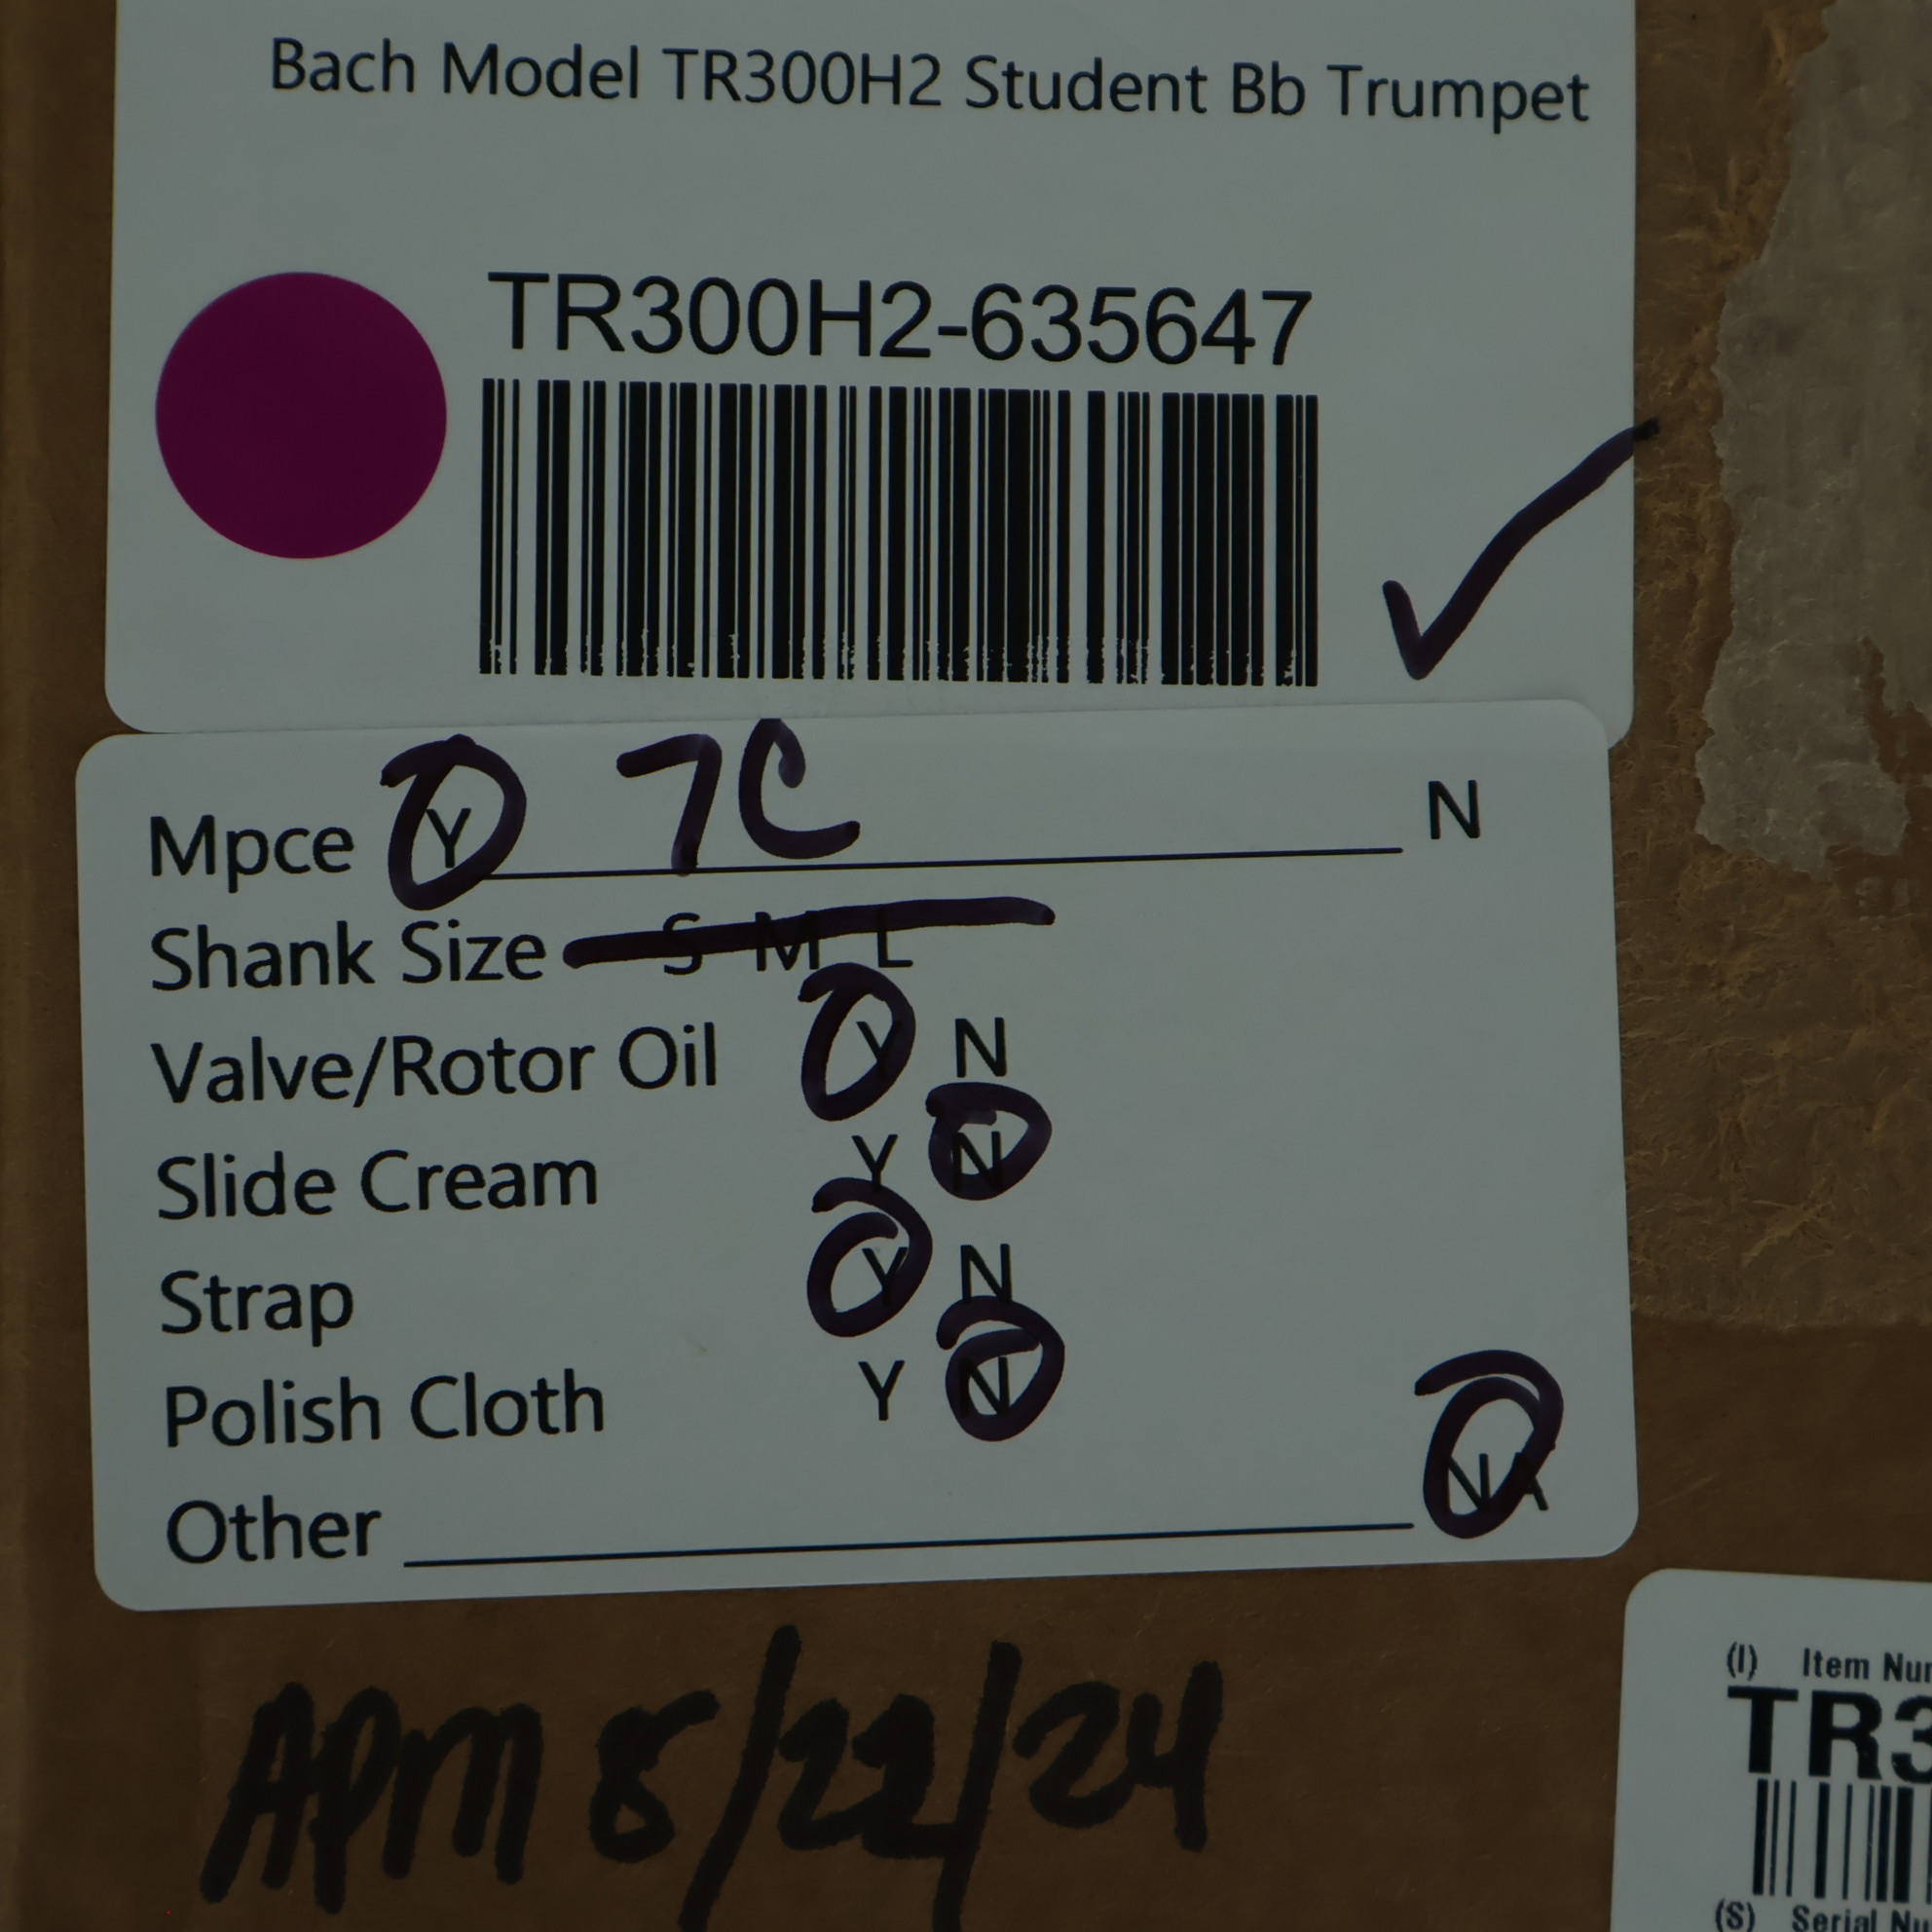 Bach Model TR300H2 Student Bb Trumpet
TR300H2-635647
Mpce Y 7C N
Shank Size S M L
Valve/Rotor Oil Y N
Slide Cream Y N
Strap Y N
Polish Cloth Y N
Other NA
APM 8/22/24
(I) Item Nu
TR3
(S) Serial Nu